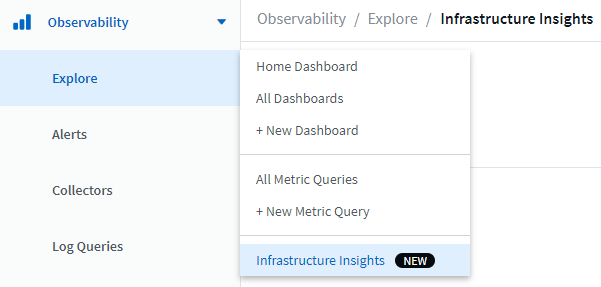 Observability
Observability / Explore / Infrastructure Insights
Explore
Alerts
Collectors
Log Queries
Home Dashboard
All Dashboards
+ New Dashboard
All Metric Queries
+ New Metric Query
Infrastructure Insights NEW